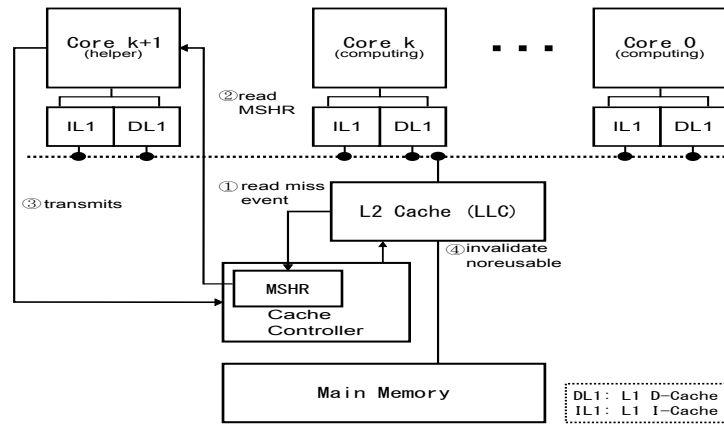 Core k+1
(helper)
Core k
(computing)
Core 0
(computing)
②read
MSHR
IL1
DL1
IL1
DL1
IL1
DL1
①read miss
event
③transmits
L2 Cache (LLC)
④invalidate
noreusable
MSHR
Cache
Controller
Main Memory
DL1: L1 D-Cache
IL1: L1 I-Cache